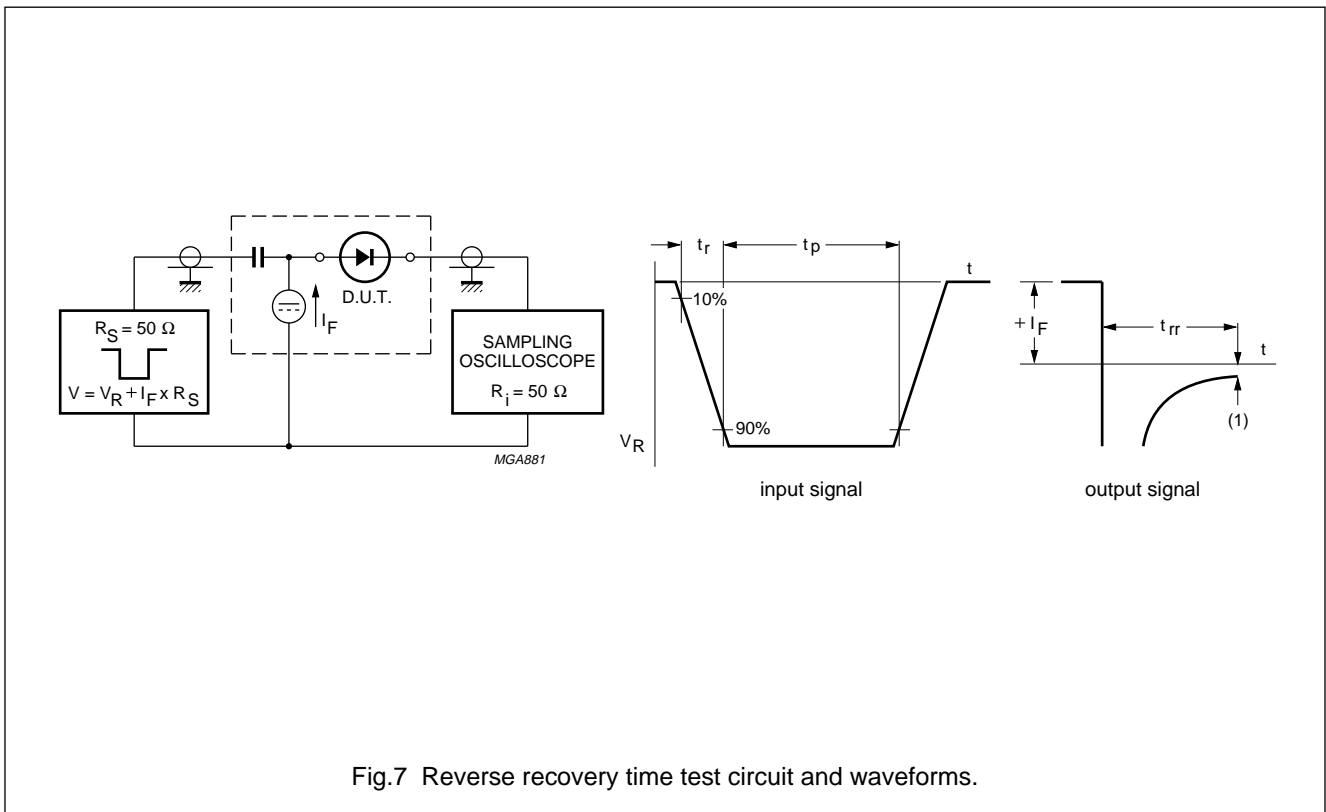 D.U.T.
I_F
R_S = 50 Ω
V = V_R + I_F x R_S
SAMPLING
OSCILLOSCOPE
R_i = 50 Ω
MGA881
t_r
t_p
t
10%
90%
V_R
input signal
+ I_F
t_rr
t
(1)
output signal
Fig.7 Reverse recovery time test circuit and waveforms.